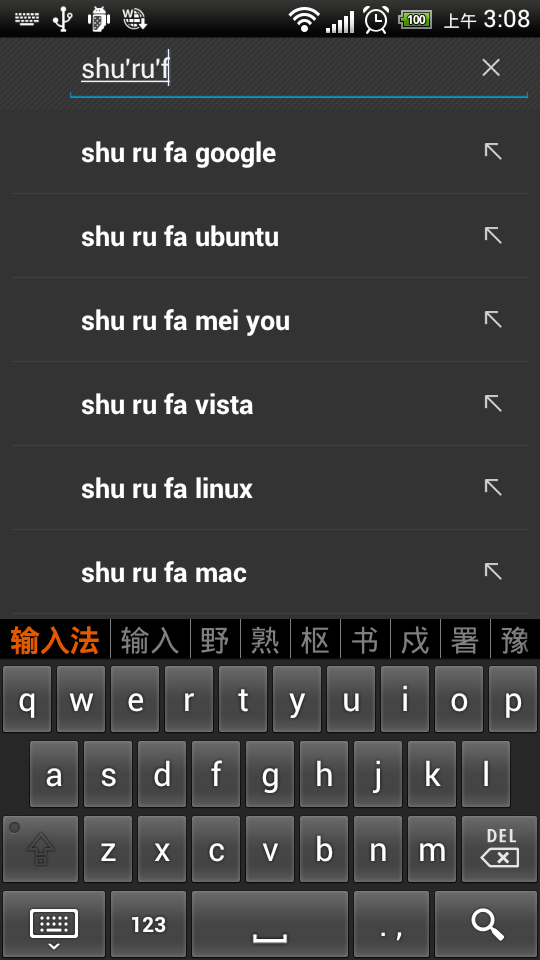 100 上午 3:08
shu'ru'f
shu ru fa google
shu ru fa ubuntu
shu ru fa mei you
shu ru fa vista
shu ru fa linux
shu ru fa mac
输入法 输入 野 熟 枢 书 戍 署 豫
q w e r t y u i o p
a s d f g h j k l
z x c v b n m DEL
123 . ,